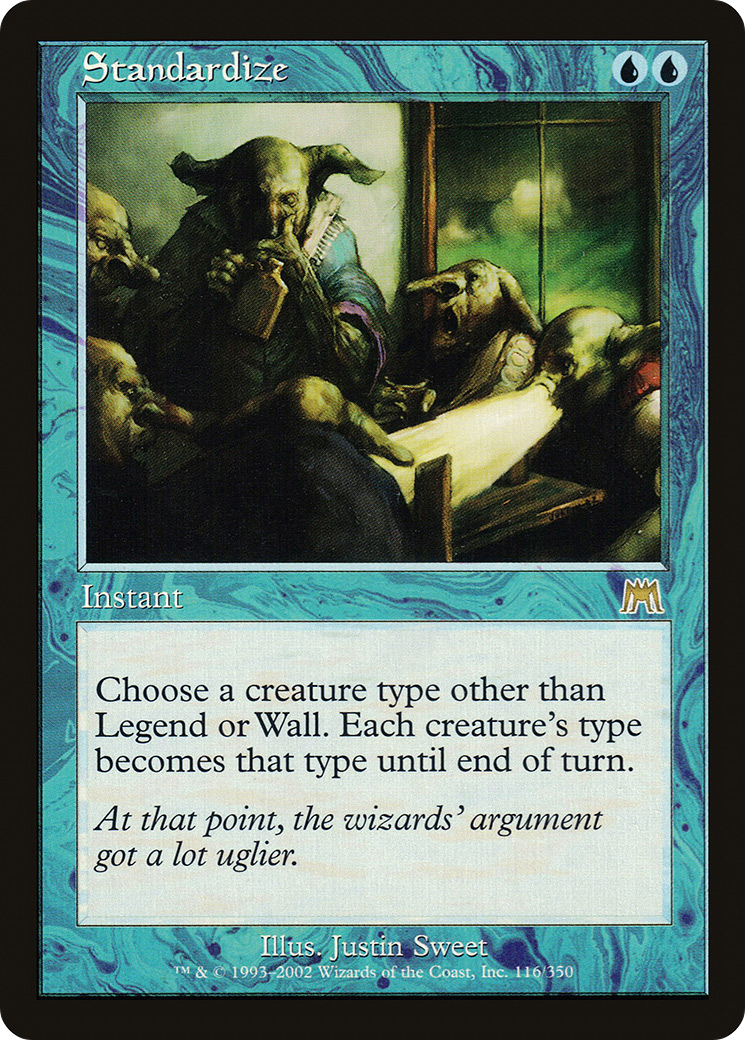 Standardize
Instant
Choose a creature type other than
Legend or Wall. Each creature's type
becomes that type until end of turn.
At that point, the wizards' argument
got a lot uglier.
Illus. Justin Sweet
™ & © 1993–2002 Wizards of the Coast, Inc. 116/350